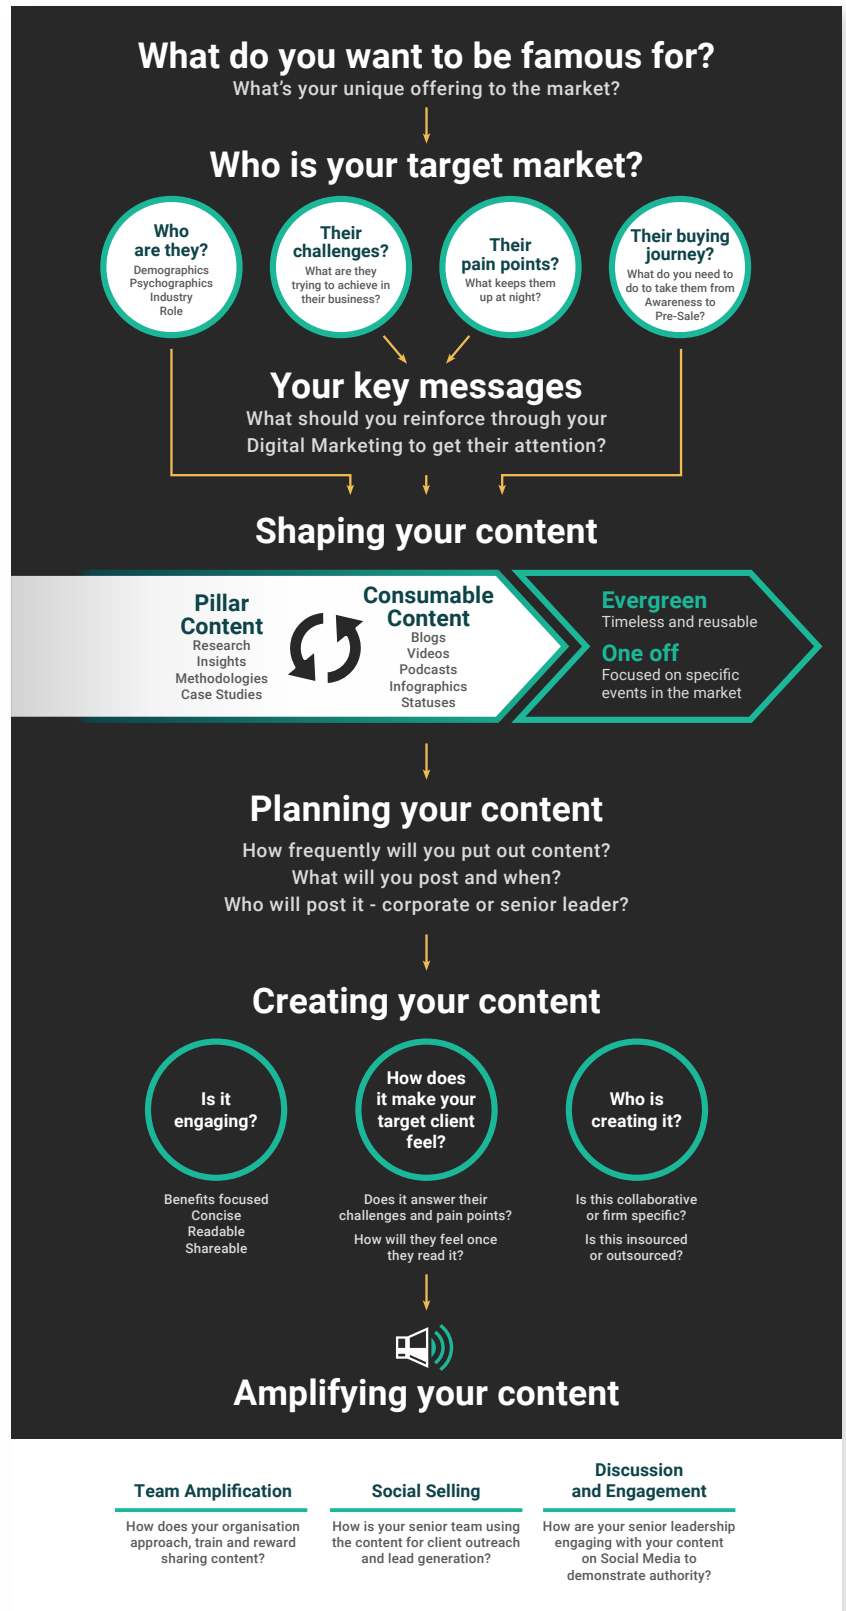 What do you want to be famous for?
What's your unique offering to the market?
Who is your target market?
Who
are they?
Demographics
Psychographics
Industry
Role
Their
challenges?
What are they
trying to achieve in
their business?
Their
pain points?
What keeps them
up at night?
Their buying
journey?
What do you need to
do to take them from
Awareness to
Pre-Sale?
Your key messages
What should you reinforce through your
Digital Marketing to get their attention?
Shaping your content
Pillar
Content
Research
Insights
Methodologies
Case Studies
Consumable
Content
Blogs
Videos
Podcasts
Infographics
Statuses
Evergreen
Timeless and reusable
One off
Focused on specific
events in the market
Planning your content
How frequently will you put out content?
What will you post and when?
Who will post it - corporate or senior leader?
Creating your content
Is it
engaging?
Benefits focused
Concise
Readable
Shareable
How does
it make your
target client
feel?
Does it answer their
challenges and pain points?
How will they feel once
they read it?
Who is
creating it?
Is this collaborative
or firm specific?
Is this insourced
or outsourced?
Amplifying your content
Team Amplification
How does your organisation
approach, train and reward
sharing content?
Social Selling
How is your senior team using
the content for client outreach
and lead generation?
Discussion
and Engagement
How are your senior leadership
engaging with your content
on Social Media to
demonstrate authority?